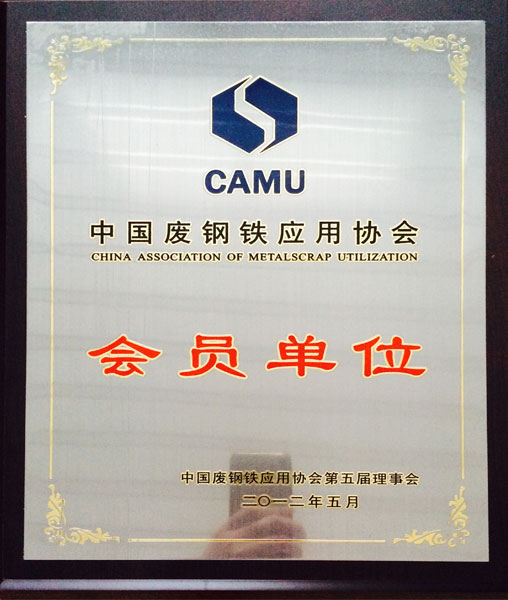 CAMU
中国废钢铁应用协会
CHINA ASSOCIATION OF METALSCRAP UTILIZATION
会员单位
中国废钢铁应用协会第五届理事会
二〇一二年五月